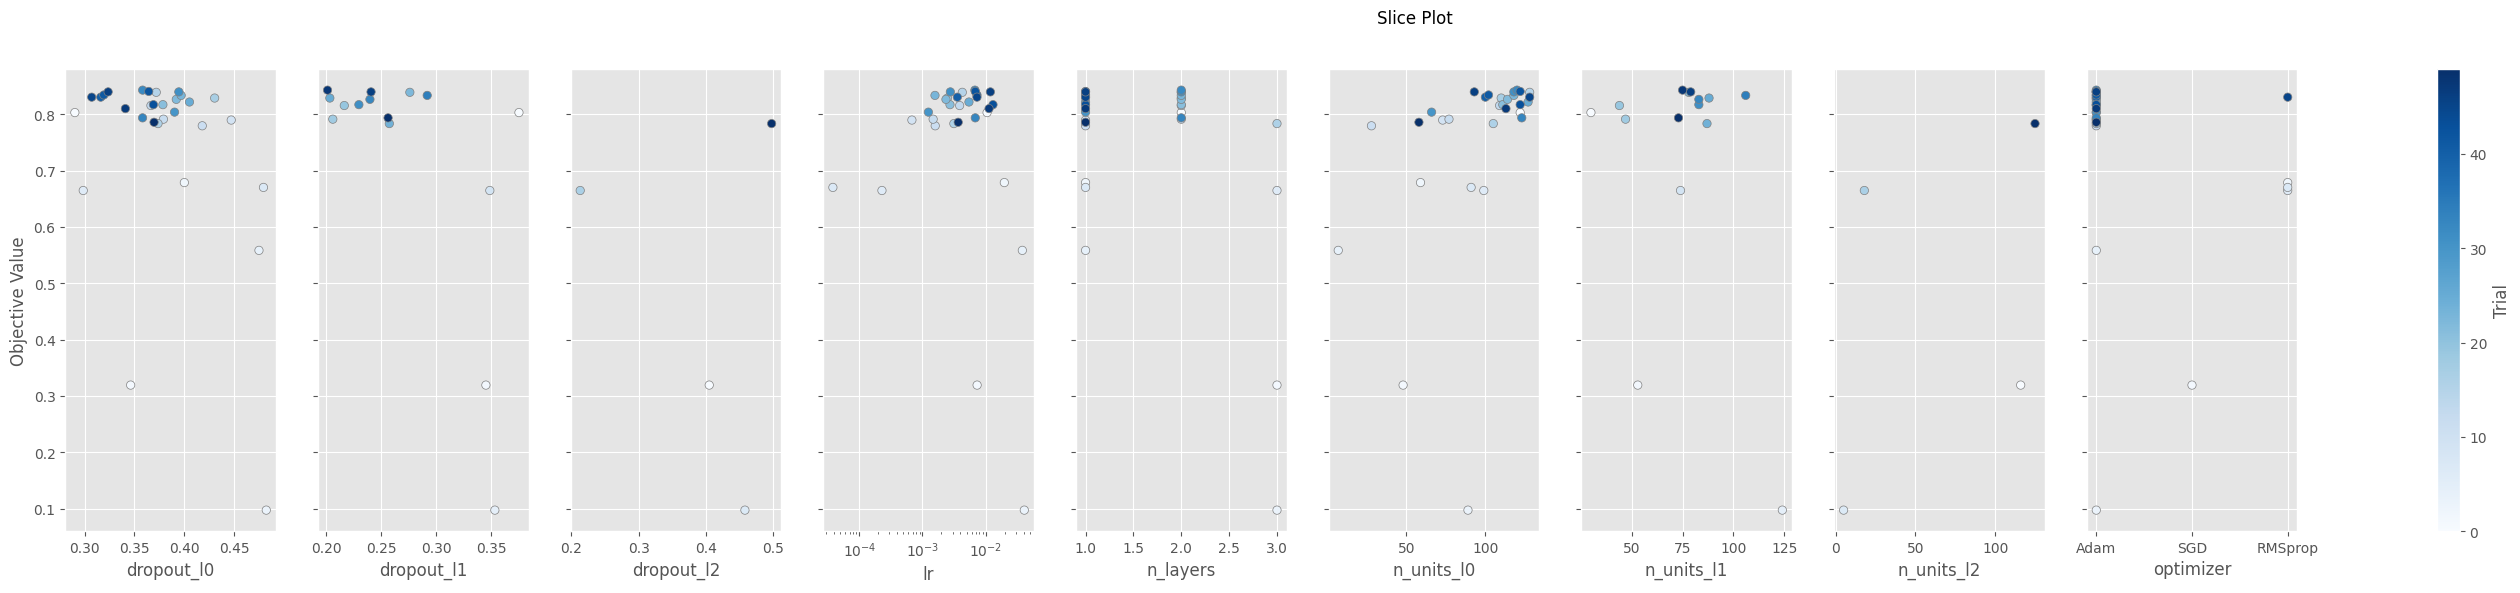 Slice Plot
Objective Value
0.8
0.7
0.6
0.5
0.4
0.3
0.2
0.1
0.30 0.35 0.40 0.45
dropout_l0
0.20 0.25 0.30 0.35
dropout_l1
0.2 0.3 0.4 0.5
dropout_l2
10⁻⁴ 10⁻³ 10⁻²
lr
1.0 1.5 2.0 2.5 3.0
n_layers
50 100
n_units_l0
50 75 100 125
n_units_l1
0 50 100
n_units_l2
Adam SGD RMSprop
optimizer
40
30
20
10
0
Trial